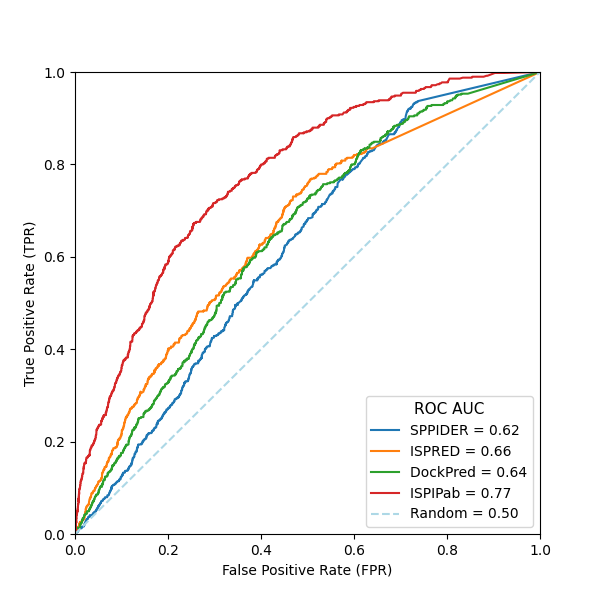 1.0
0.8
0.6
0.4
0.2
0.0
True Positive Rate (TPR)
ROC AUC
SPPIDER = 0.62
ISPRED = 0.66
DockPred = 0.64
ISPIPab = 0.77
Random = 0.50
0.0 0.2 0.4 0.6 0.8 1.0
False Positive Rate (FPR)